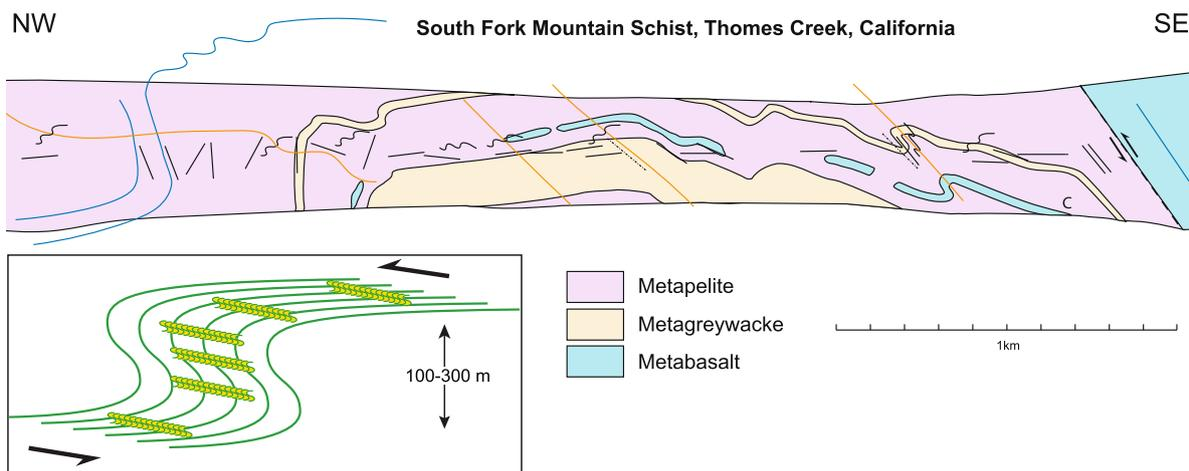 NW
South Fork Mountain Schist, Thomes Creek, California
SE
Metapelite
Metagreywacke
Metabasalt
1km
100-300 m